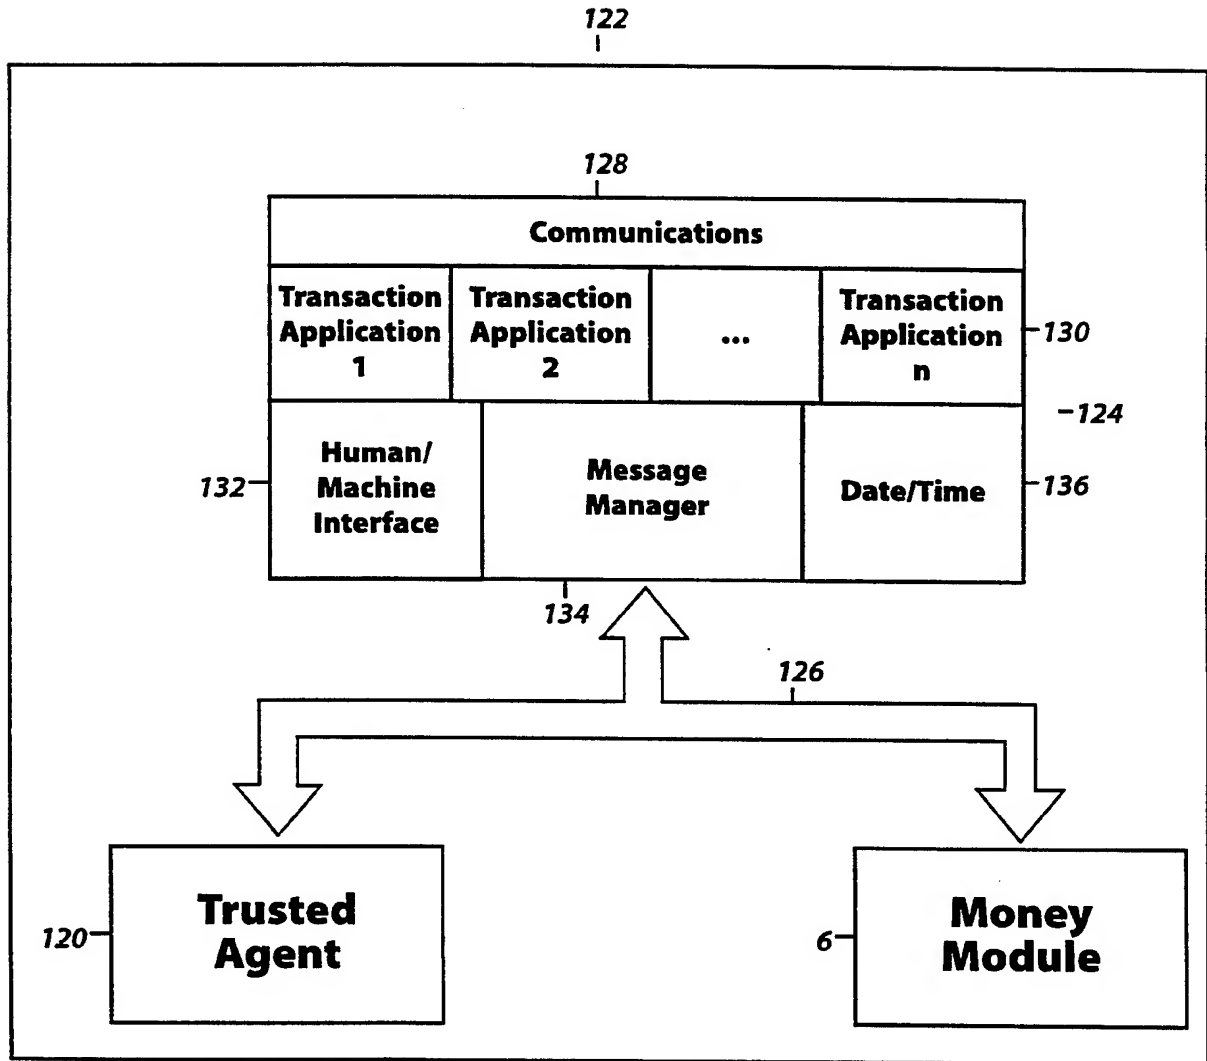 122
128
Communications
Transaction
Application
1
Transaction
Application
2
...
Transaction
Application
n
130
124
132
Human/
Machine
Interface
Message
Manager
Date/Time
136
134
126
120
Trusted
Agent
6
Money
Module